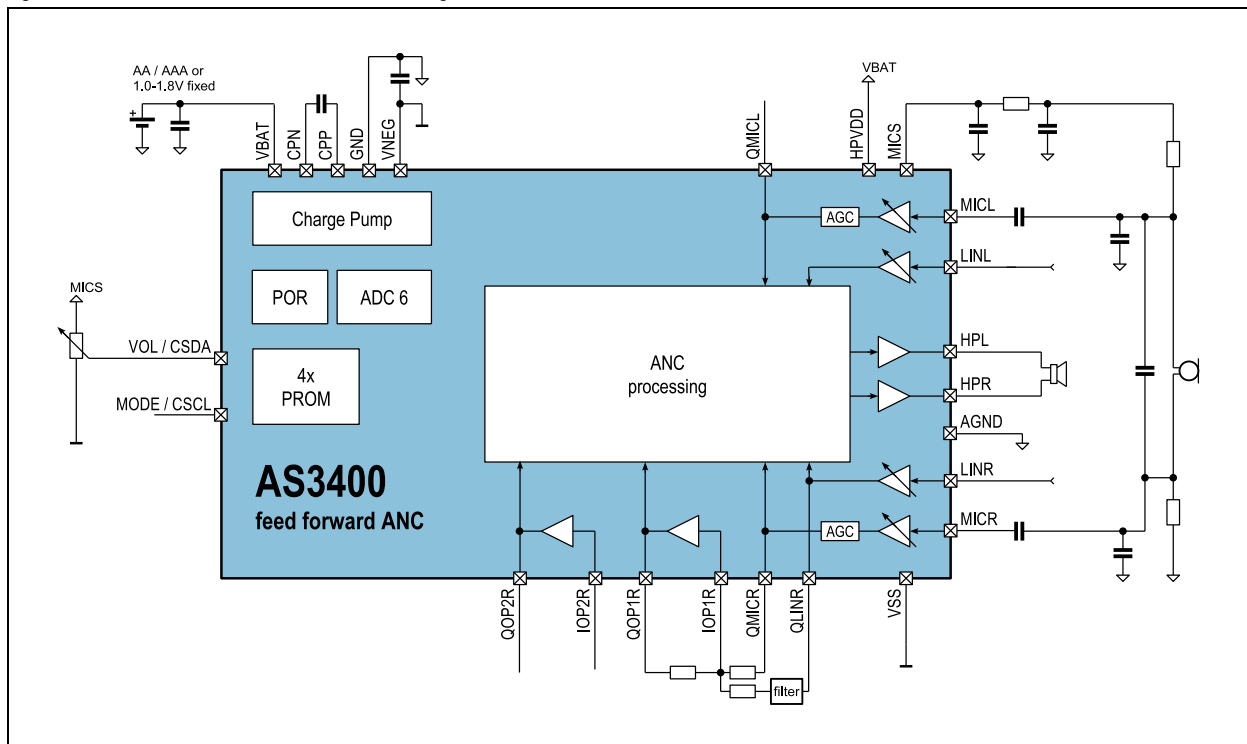 AA / AAA or
1.0-1.8V fixed
VBAT
CPN
CPP
GND
VNEG
QMICL
VBAT
HPVDD
MICS
Charge Pump
POR
ADC 6
4x
PROM
MICS
VOL / CSDA
MODE / CSCL
AGC
MICL
LINL
ANC
processing
HPL
HPR
AGND
LINR
AGC
MICR
AS3400
feed forward ANC
QOP2R
IOP2R
QOP1R
IOP1R
QMICR
QLINR
VSS
filter